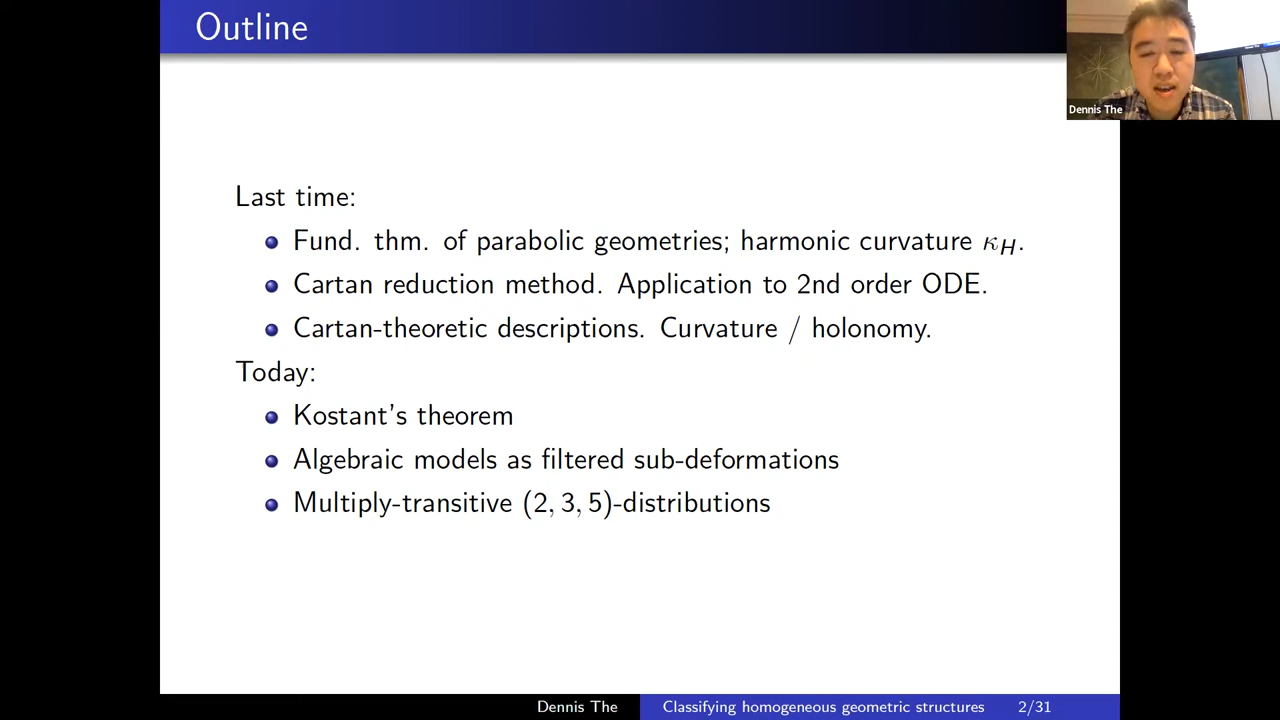 Outline
Dennis The
Last time:
Fund. thm. of parabolic geometries; harmonic curvature κ_H.
Cartan reduction method. Application to 2nd order ODE.
Cartan-theoretic descriptions. Curvature / holonomy.
Today:
Kostant's theorem
Algebraic models as filtered sub-deformations
Multiply-transitive (2, 3, 5)-distributions
Dennis The
Classifying homogeneous geometric structures
2/31